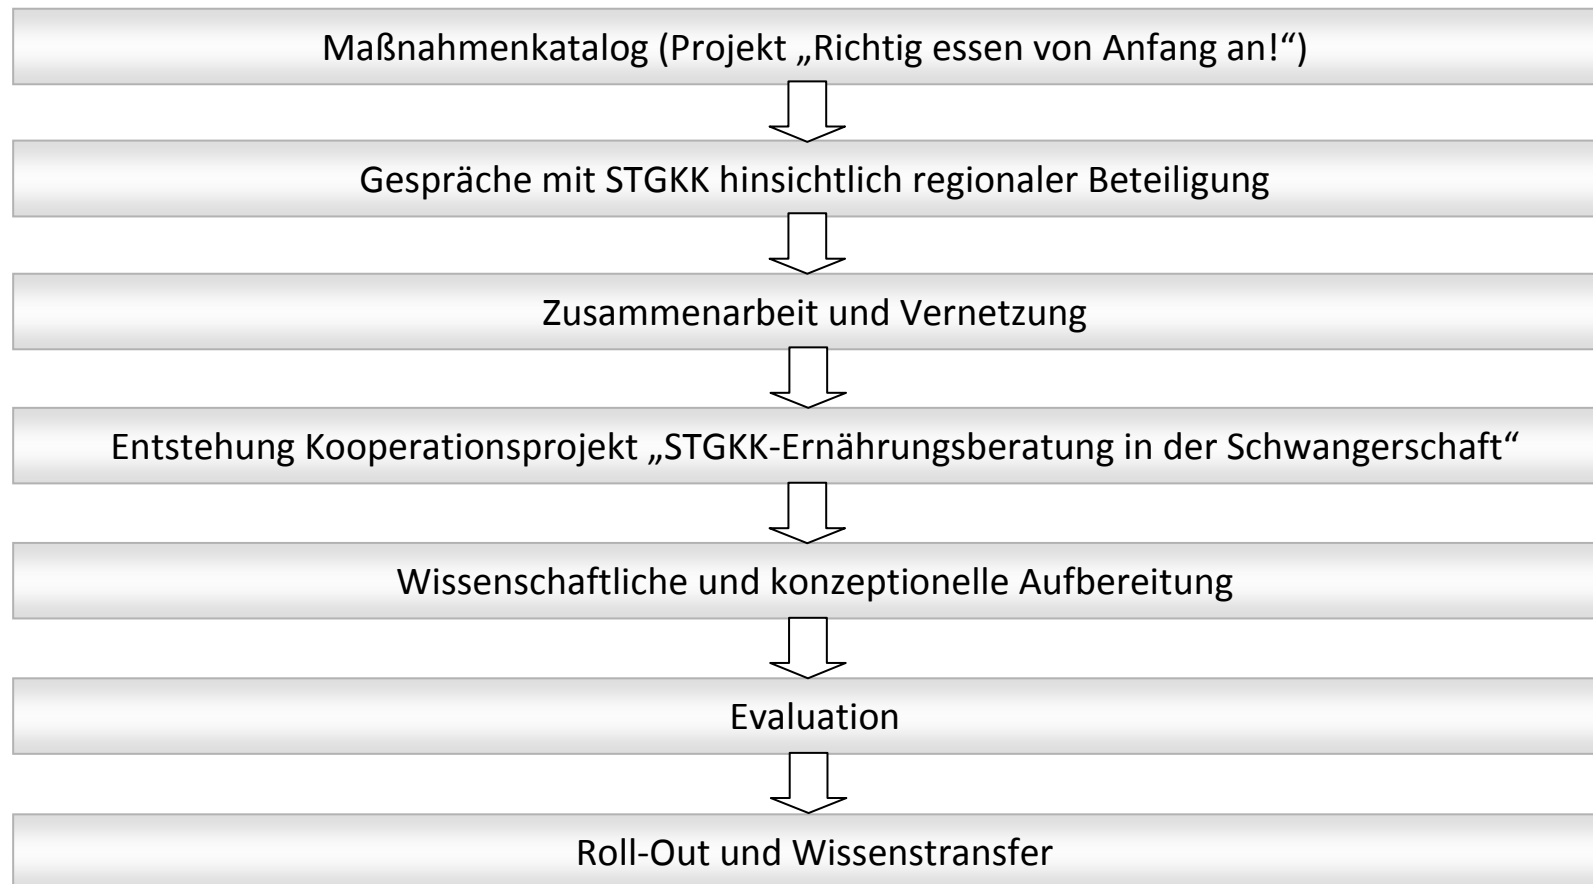 Maßnahmenkatalog (Projekt „Richtig essen von Anfang an!“)
Gespräche mit STGKK hinsichtlich regionaler Beteiligung
Zusammenarbeit und Vernetzung
Entstehung Kooperationsprojekt „STGKK-Ernährungsberatung in der Schwangerschaft“
Wissenschaftliche und konzeptionelle Aufbereitung
Evaluation
Roll-Out und Wissenstransfer